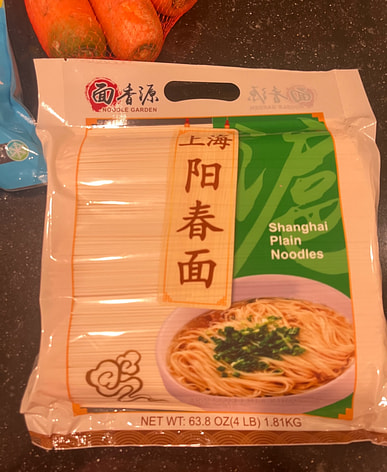 面香源
NOODLE GARDEN
上海
阳春面
Shanghai
Plain
Noodles
NET WT: 63.8 OZ(4 LB) 1.81KG